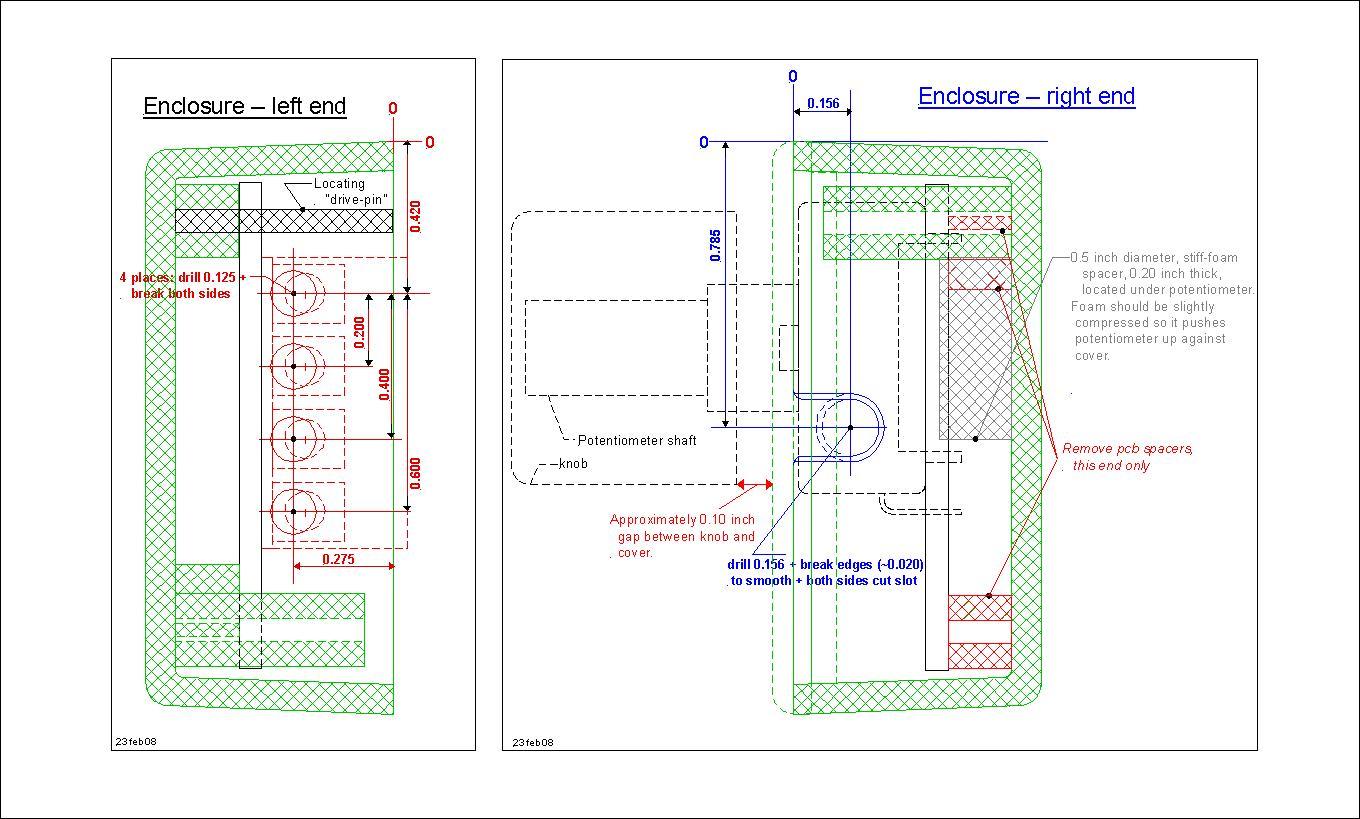 Enclosure – left end
0
0
Locating
"drive-pin"
0.420
4 places: drill 0.125 +
break both sides
0.200
0.400
0.600
0.275
23feb08
0
0.156
Enclosure – right end
0
0.785
0.5 inch diameter, stiff-foam
spacer, 0.20 inch thick,
located under potentiometer.
Foam should be slightly
compressed so it pushes
potentiometer up against
cover.
Potentiometer shaft
knob
Remove pcb spacers,
this end only
Approximately 0.10 inch
gap between knob and
cover.
drill 0.156 + break edges (~0.020)
to smooth + both sides cut slot
23feb08